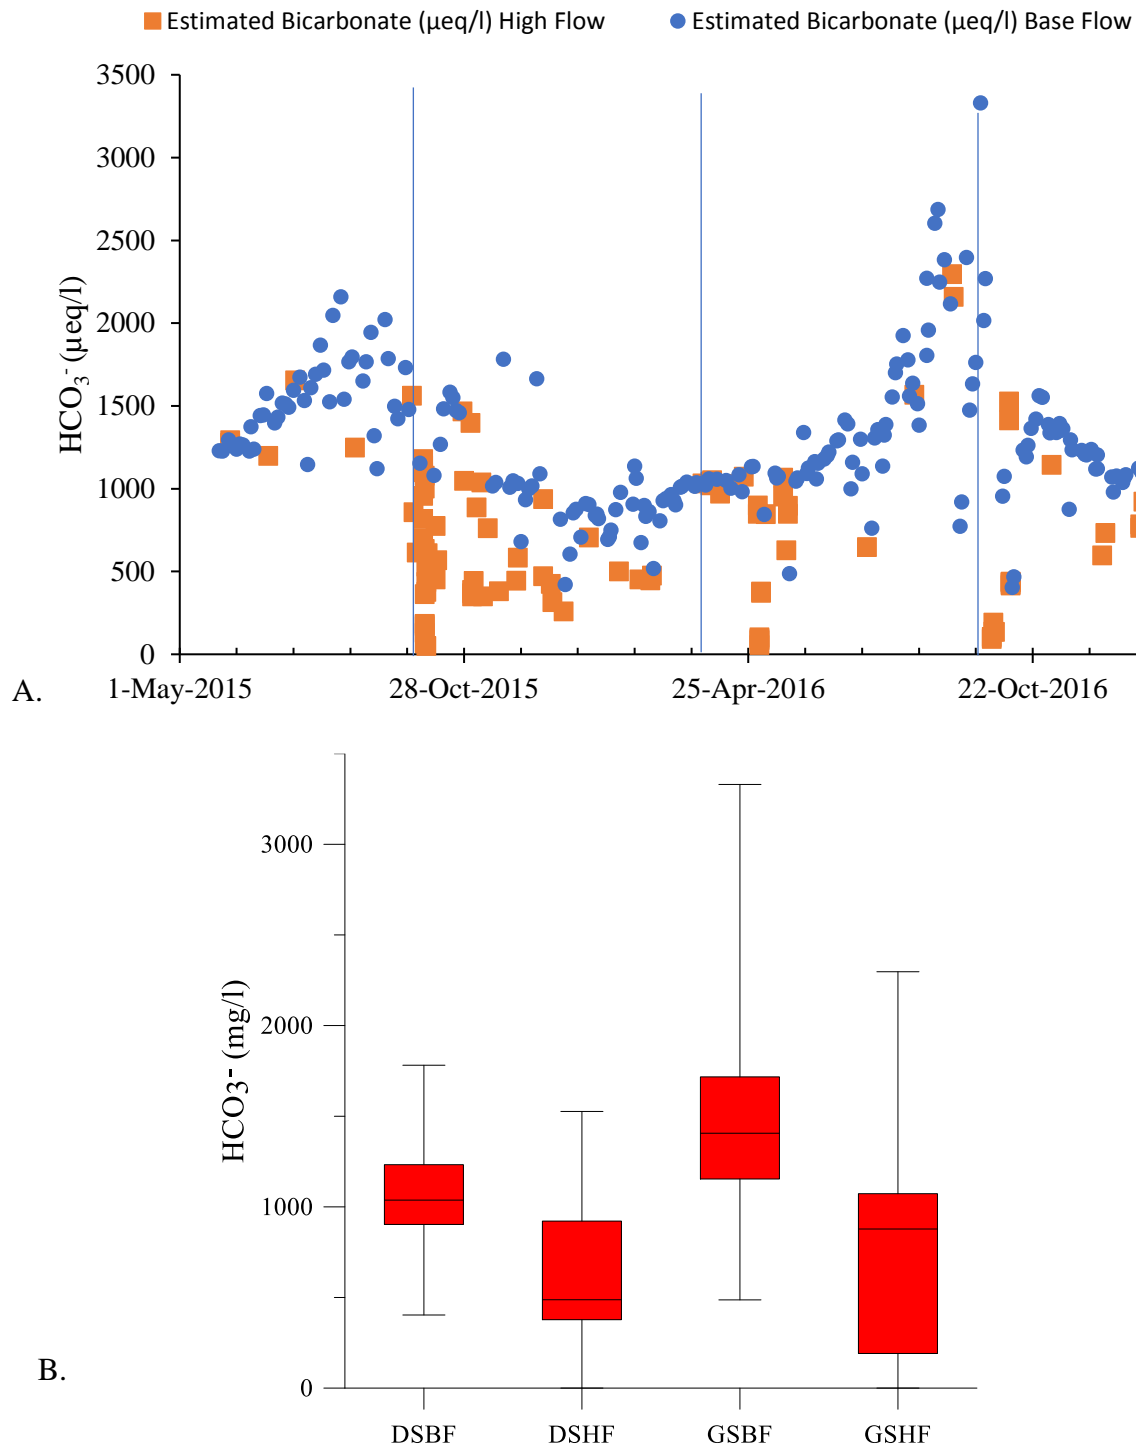 Estimated Bicarbonate (µeq/l) High Flow Estimated Bicarbonate (µeq/l) Base Flow
3500
3000
2500
2000
1500
1000
500
0
HCO₃⁻ (µeq/l)
1-May-2015 28-Oct-2015 25-Apr-2016 22-Oct-2016
A.
3000
2000
1000
0
HCO3- (mg/l)
B.
DSBF DSHF GSBF GSHF